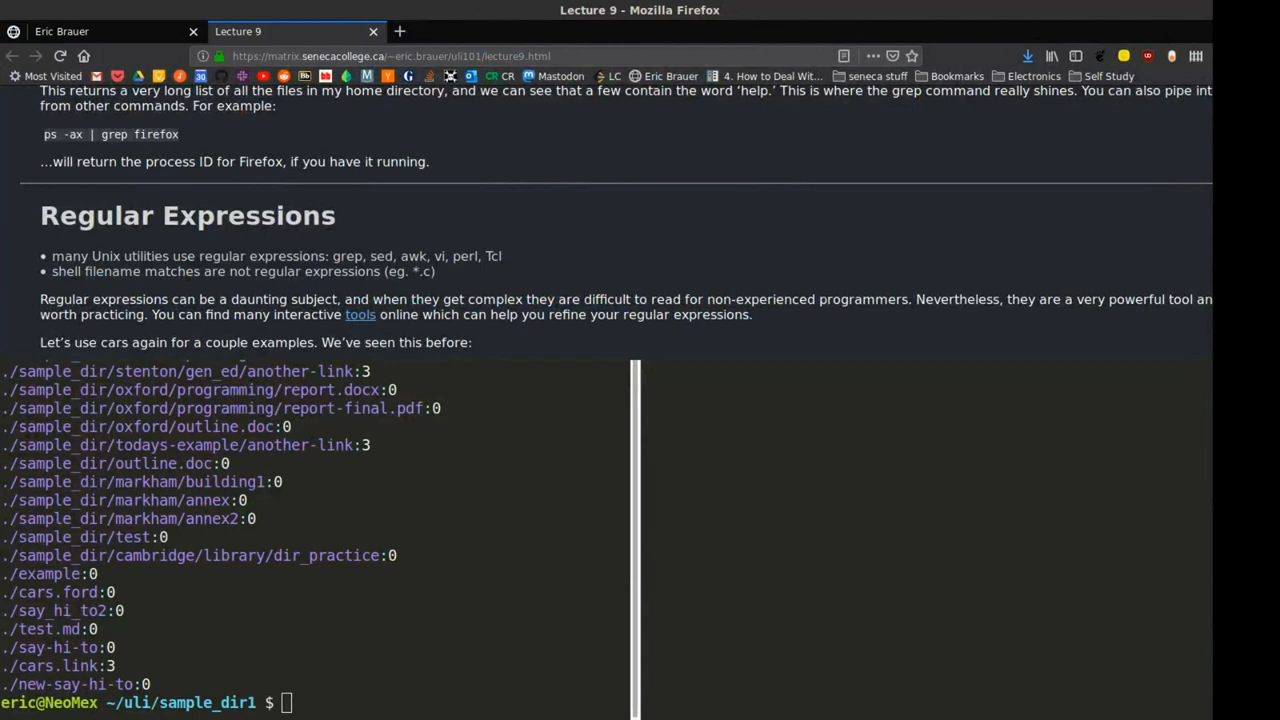 Lecture 9 - Mozilla Firefox
Eric Brauer
Lecture 9
https://matrix.senecacollege.ca/~eric.brauer/uli101/lecture9.html
Most Visited
CR CR
Mastodon
LC
Eric Brauer
4. How to Deal Wit...
seneca stuff
Bookmarks
Electronics
Self Study
This returns a very long list of all the files in my home directory, and we can see that a few contain the word ‘help.’ This is where the grep command really shines. You can also pipe int
from other commands. For example:
ps -ax | grep firefox
…will return the process ID for Firefox, if you have it running.
Regular Expressions
• many Unix utilities use regular expressions: grep, sed, awk, vi, perl, Tcl
• shell filename matches are not regular expressions (eg. *.c)
Regular expressions can be a daunting subject, and when they get complex they are difficult to read for non-experienced programmers. Nevertheless, they are a very powerful tool an
worth practicing. You can find many interactive tools online which can help you refine your regular expressions.
Let’s use cars again for a couple examples. We’ve seen this before:
./sample_dir/stenton/gen_ed/another-link:3
./sample_dir/oxford/programming/report.docx:0
./sample_dir/oxford/programming/report-final.pdf:0
./sample_dir/oxford/outline.doc:0
./sample_dir/todays-example/another-link:3
./sample_dir/outline.doc:0
./sample_dir/markham/building1:0
./sample_dir/markham/annex:0
./sample_dir/markham/annex2:0
./sample_dir/test:0
./sample_dir/cambridge/library/dir_practice:0
./example:0
./cars.ford:0
./say_hi_to2:0
./test.md:0
./say-hi-to:0
./cars.link:3
./new-say-hi-to:0
eric@NeoMex ~/uli/sample_dir1 $